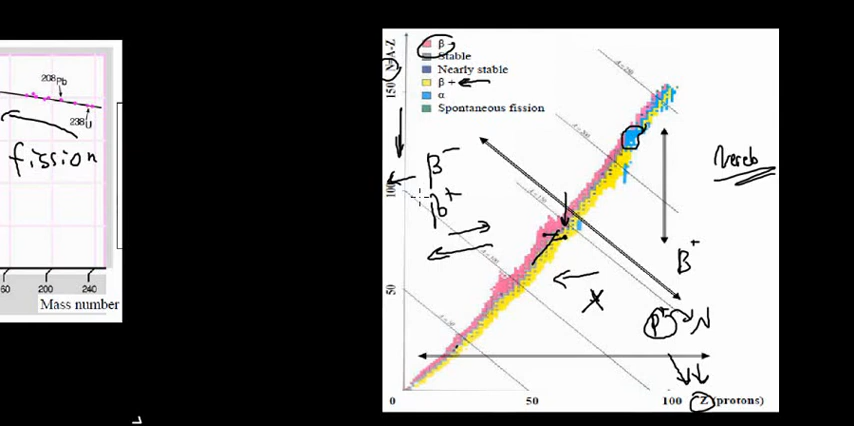 208Pb
238U
fission
60 200 240
Mass number
N=A-Z
β -
Stable
Nearly stable
β +
α
Spontaneous fission
150
β⁻
100
β⁺
50
B⁺
X
N
0 50 100 Z (protons)